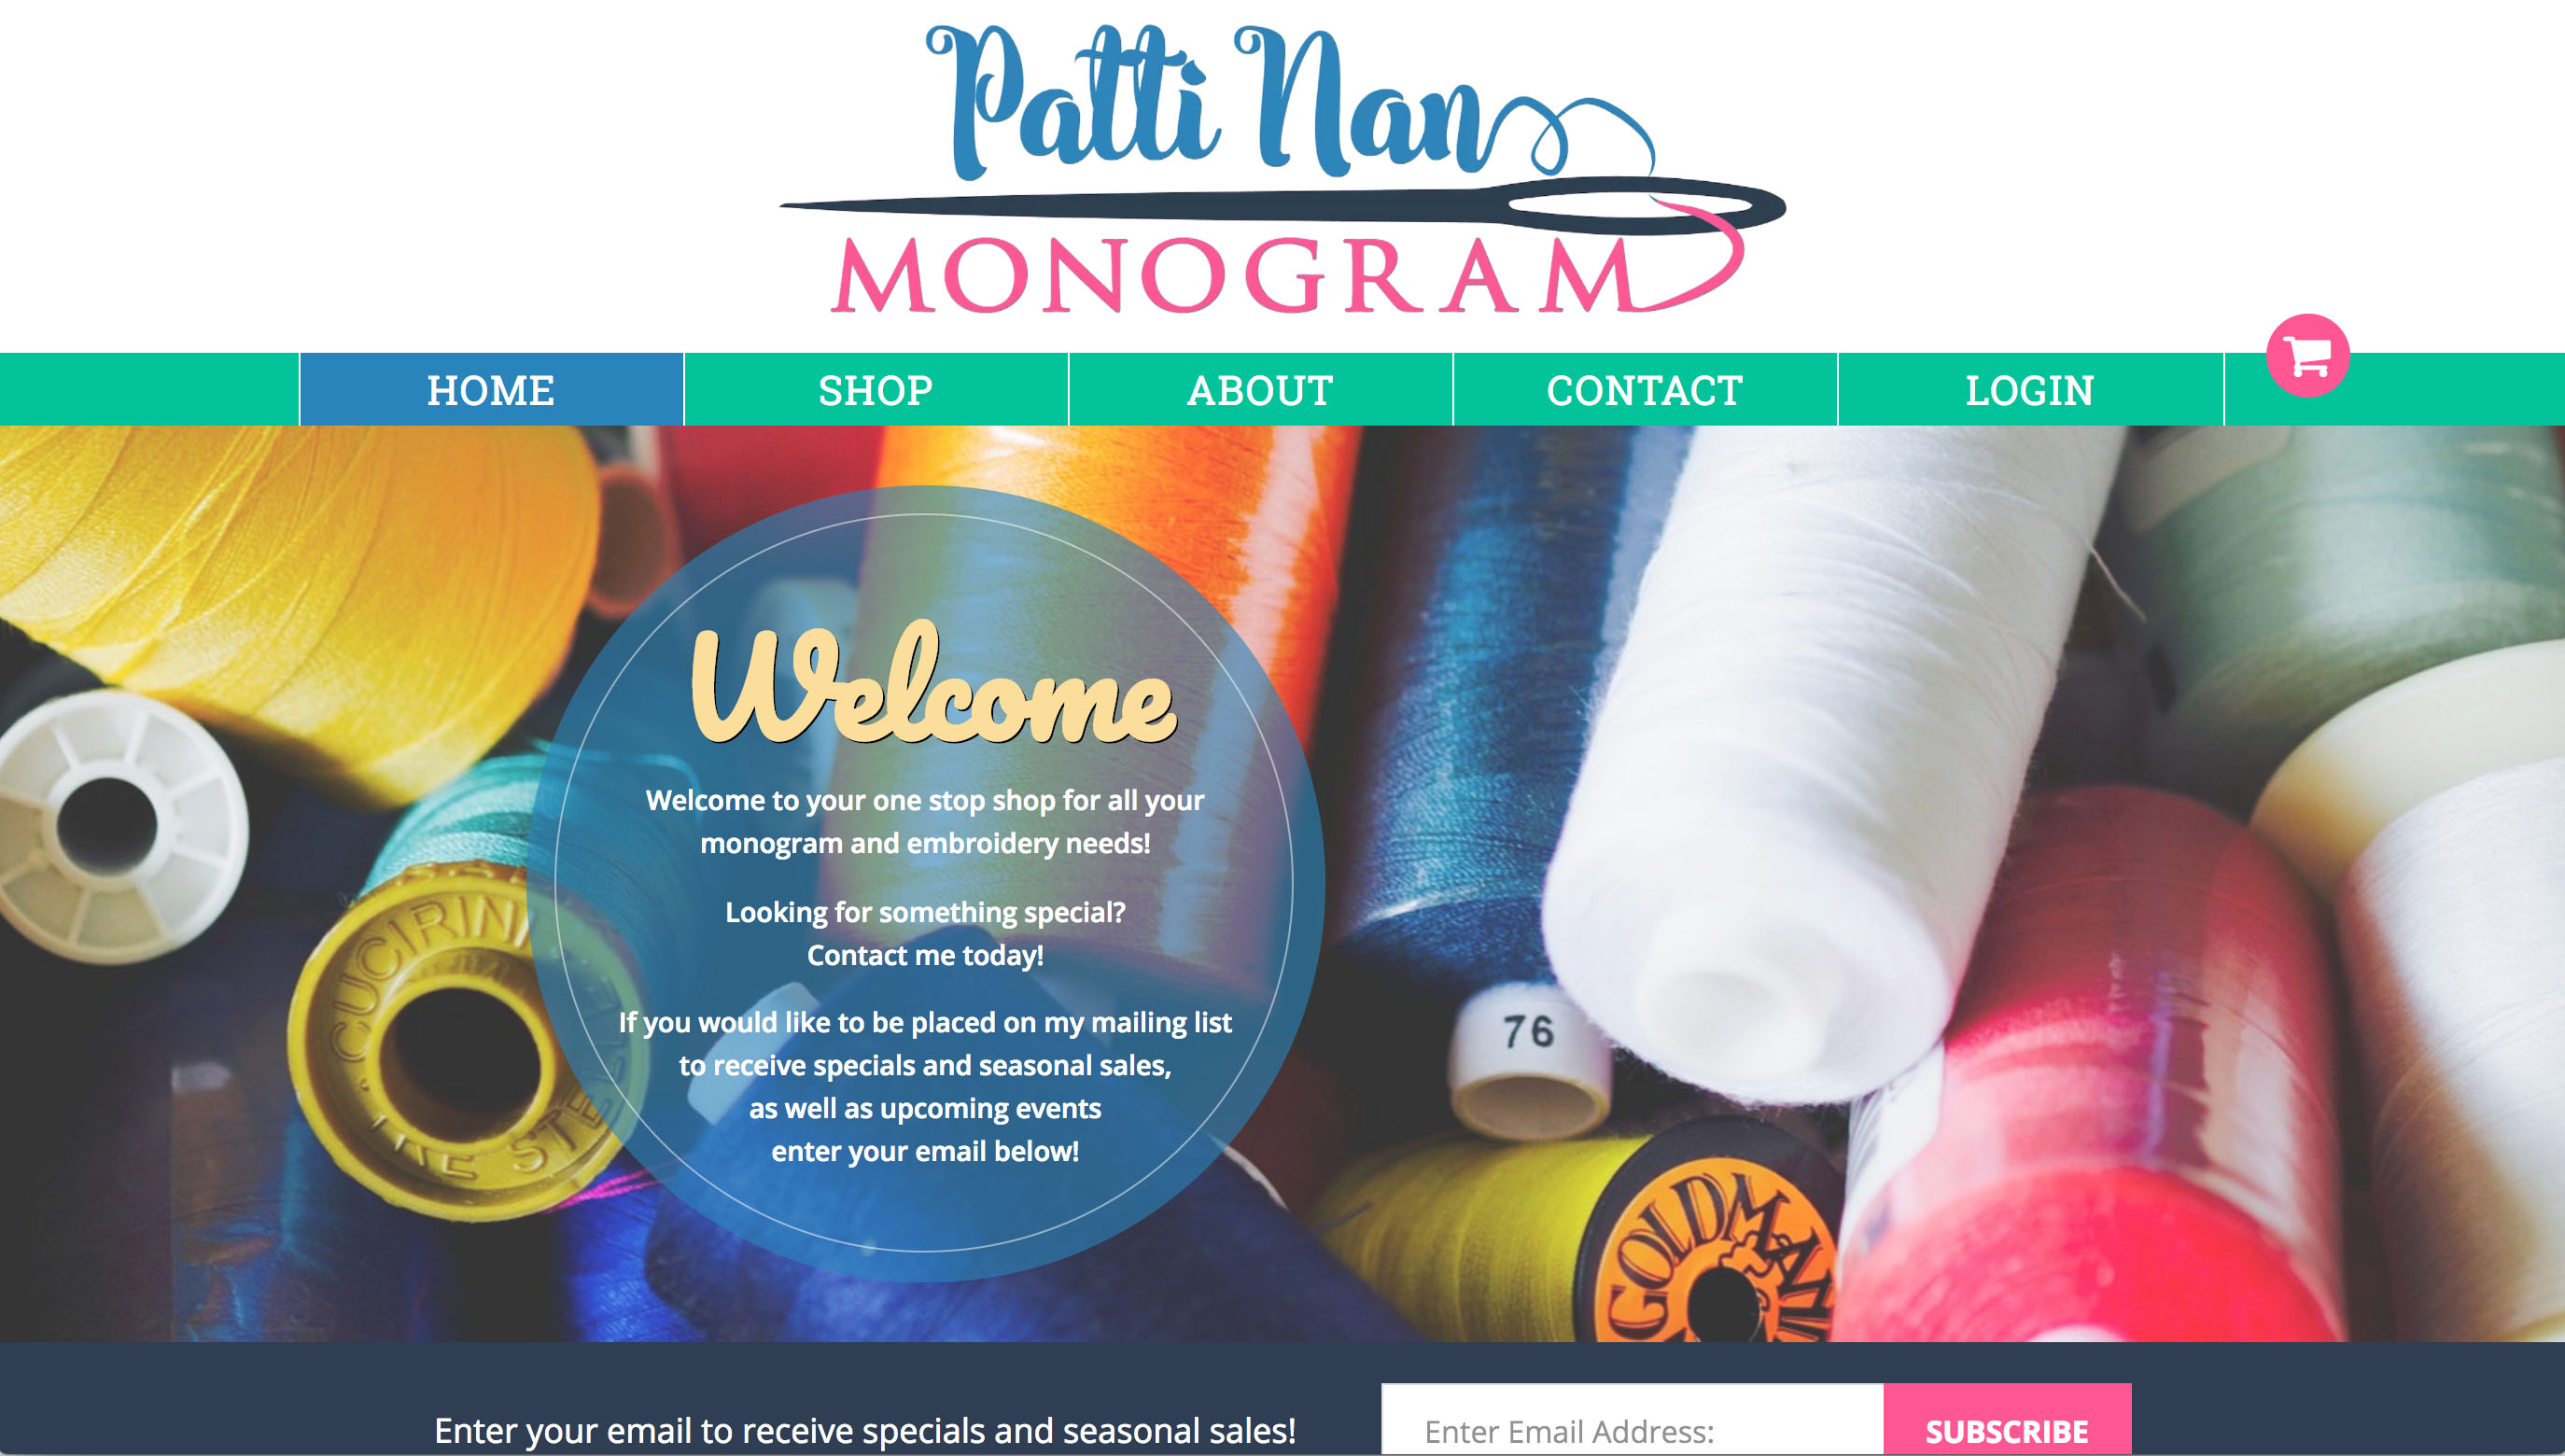 Patti Nan
MONOGRAM
HOME
SHOP
ABOUT
CONTACT
LOGIN
Welcome
Welcome to your one stop shop for all your
monogram and embroidery needs!
Looking for something special?
Contact me today!
If you would like to be placed on my mailing list
to receive specials and seasonal sales,
as well as upcoming events
enter your email below!
CUCIRINI
76
Enter your email to receive specials and seasonal sales!
Enter Email Address:
SUBSCRIBE